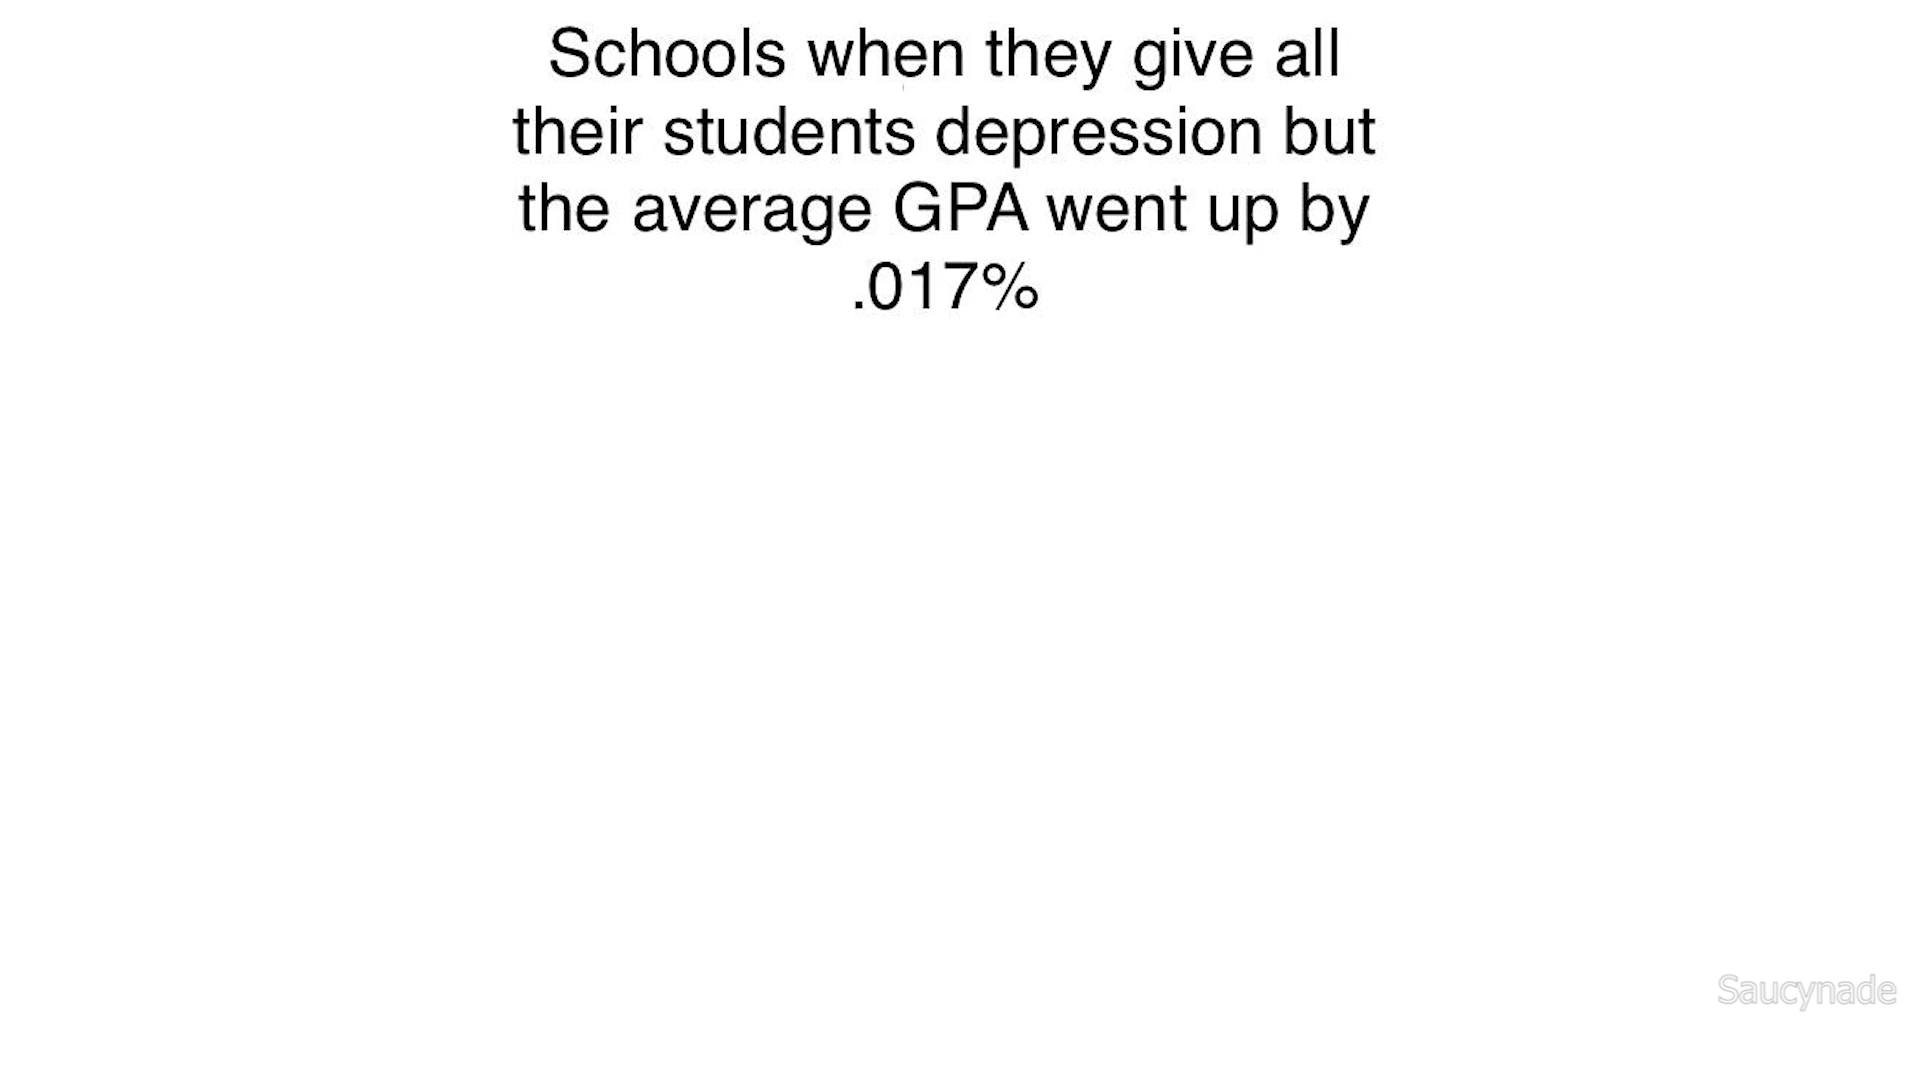 Schools when they give all
their students depression but
the average GPA went up by
.017%
Saucynade